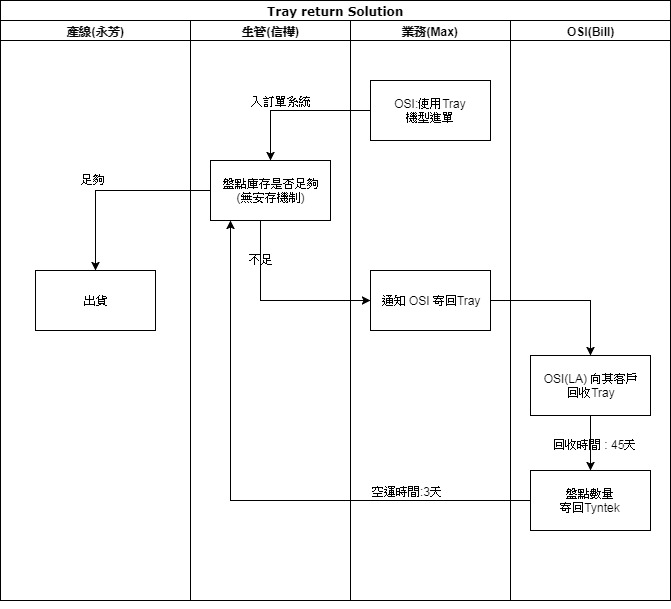 Tray return Solution
產線(永芳)
生管(信樺)
業務(Max)
OSI(Bill)
OSI:使用Tray
機型進單
入訂單系統
盤點庫存是否足夠
(無安存機制)
足夠
不足
出貨
通知 OSI 寄回Tray
OSI(LA) 向其客戶
回收Tray
回收時間 : 45天
盤點數量
寄回Tyntek
空運時間:3天